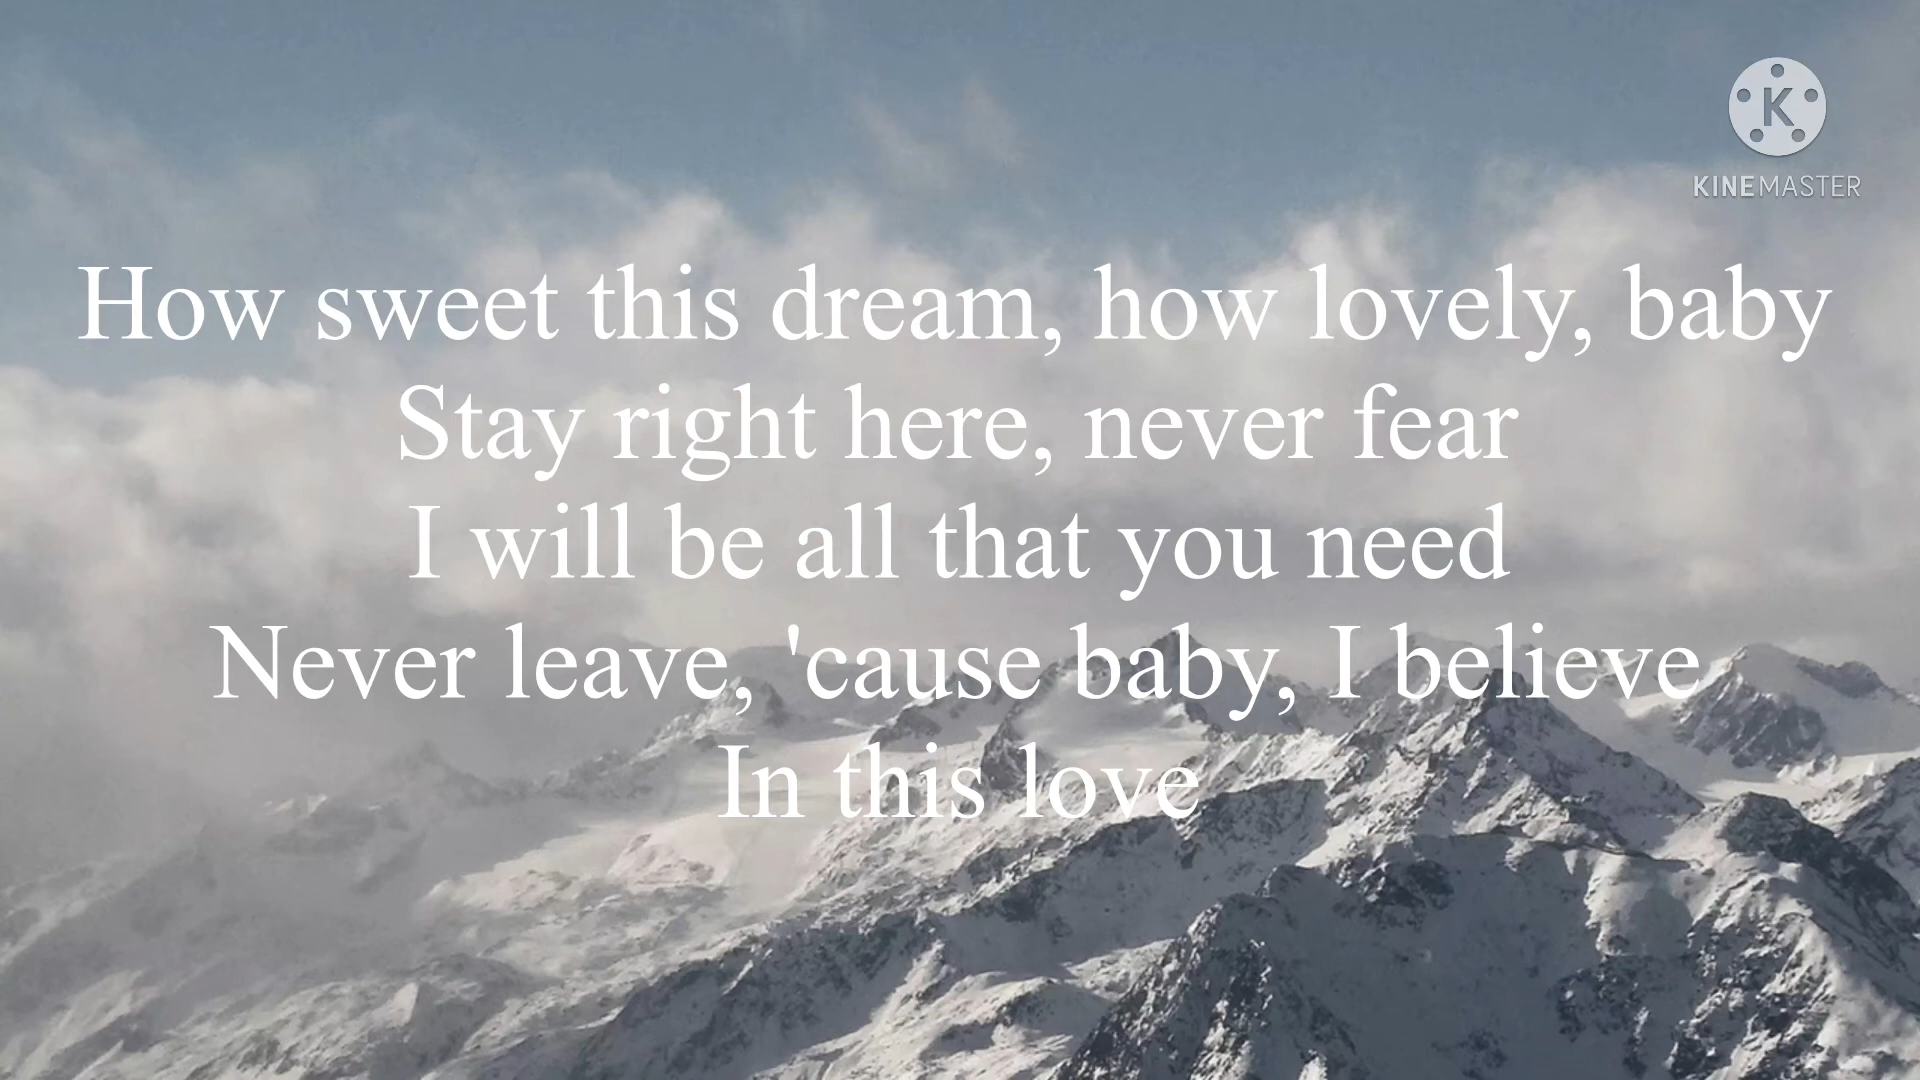 K
KINEMASTER
How sweet this dream, how lovely, baby
Stay right here, never fear
I will be all that you need
Never leave, 'cause baby, I believe
In this love